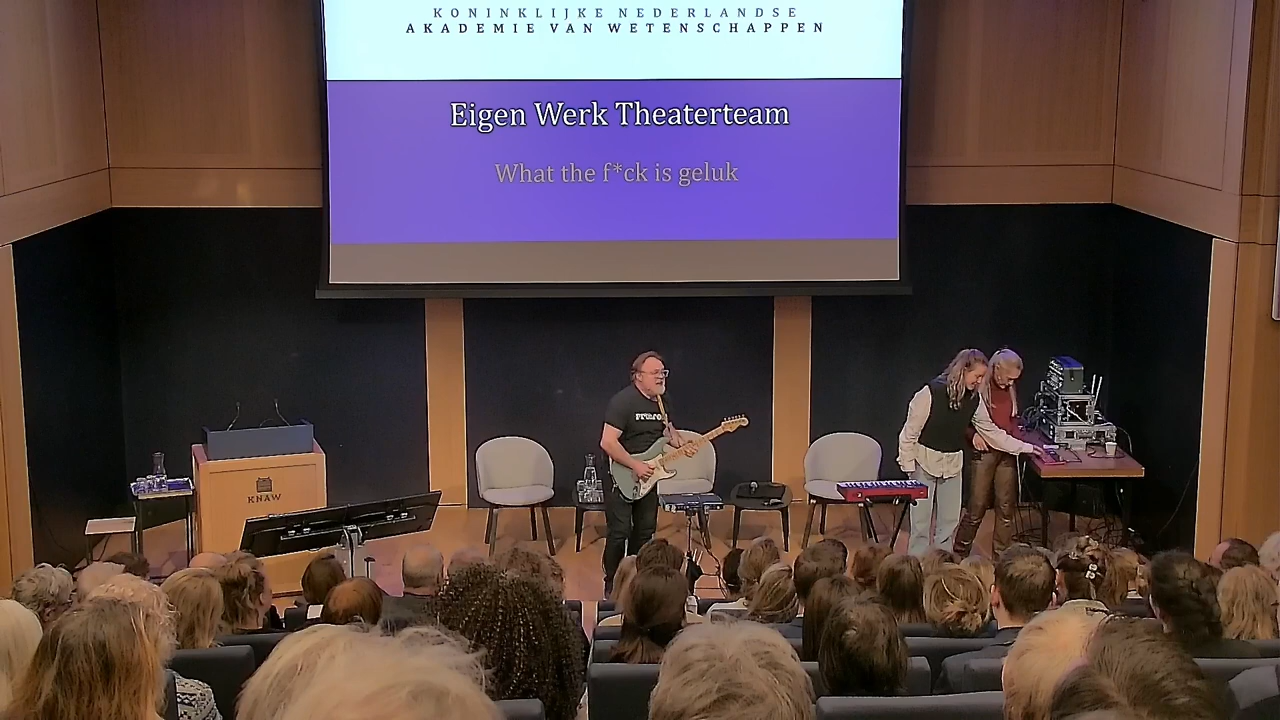 KONINKLIJKE NEDERLANDSE
AKADEMIE VAN WETENSCHAPPEN
Eigen Werk Theaterteam
What the f*ck is geluk
KNAW